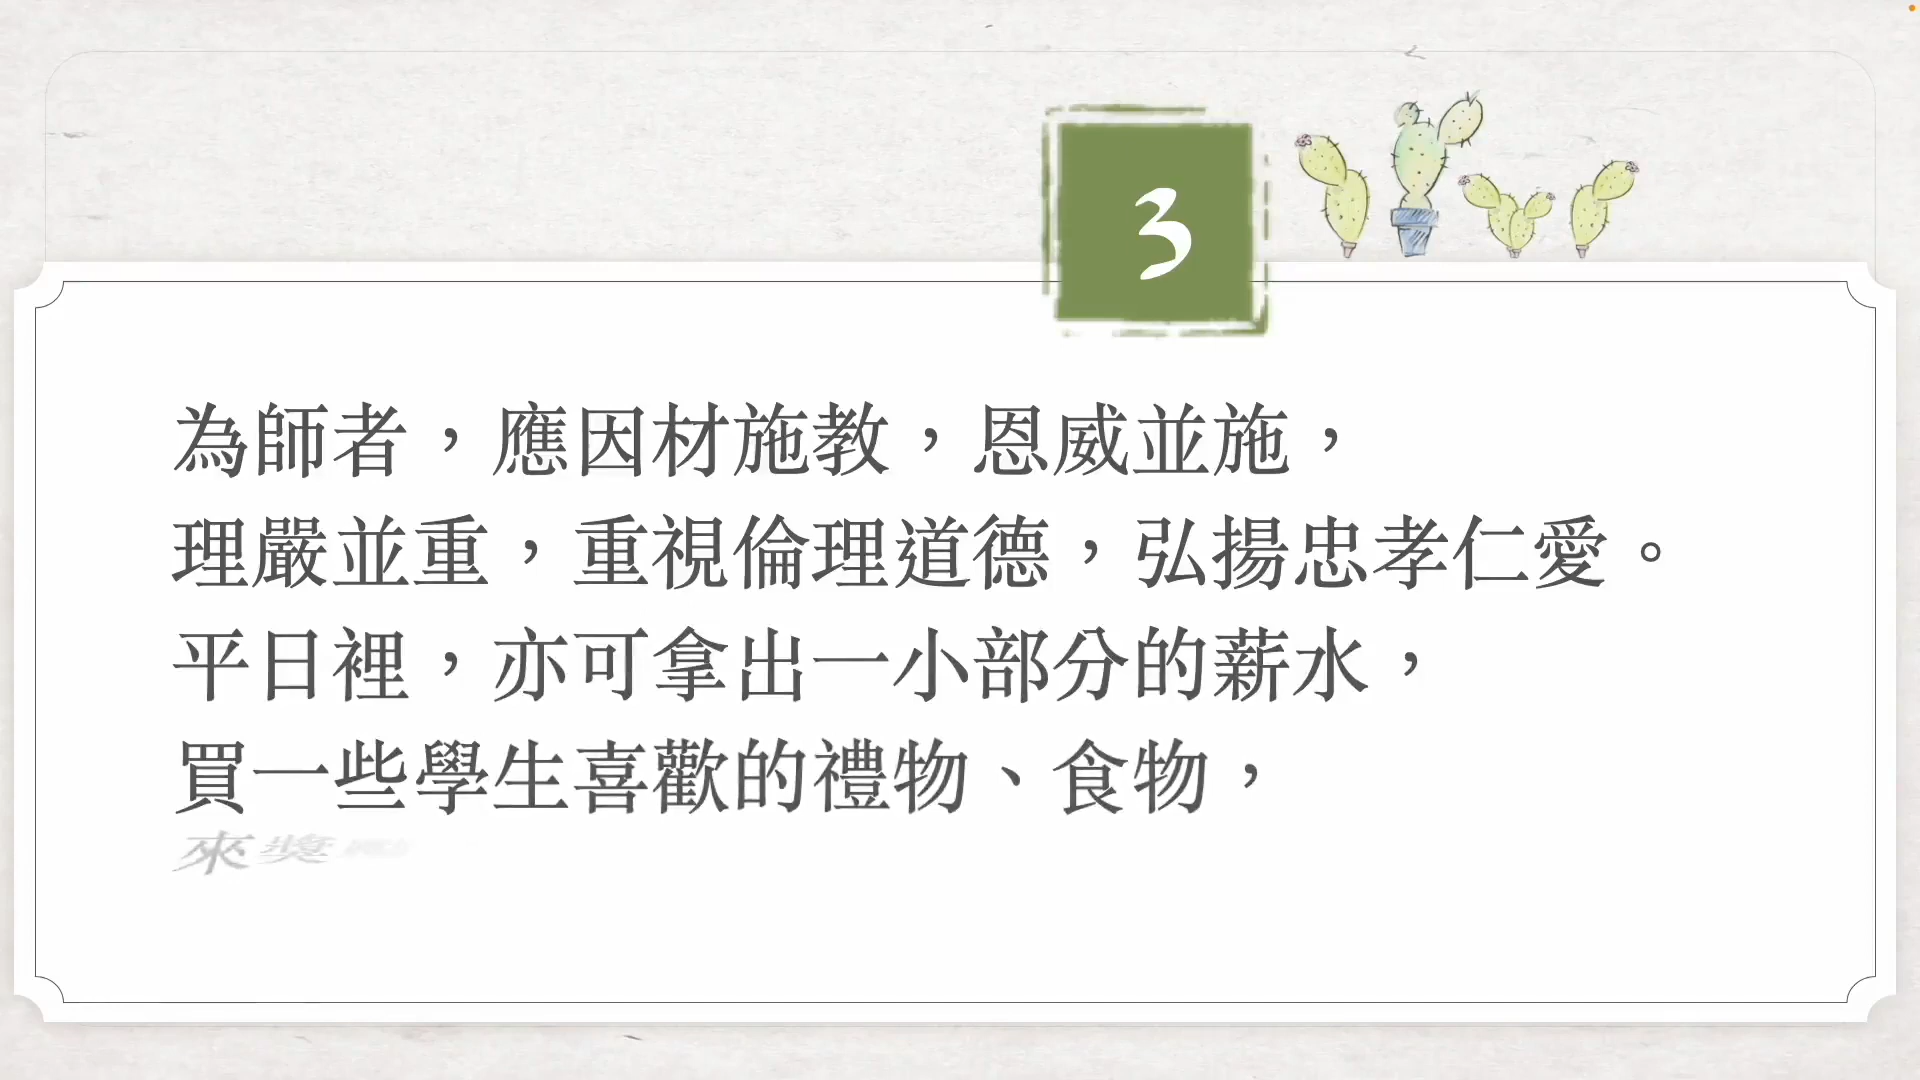 3
為師者，應因材施教，恩威並施，
理嚴並重，重視倫理道德，弘揚忠孝仁愛。
平日裡，亦可拿出一小部分的薪水，
買一些學生喜歡的禮物、食物，
來獎